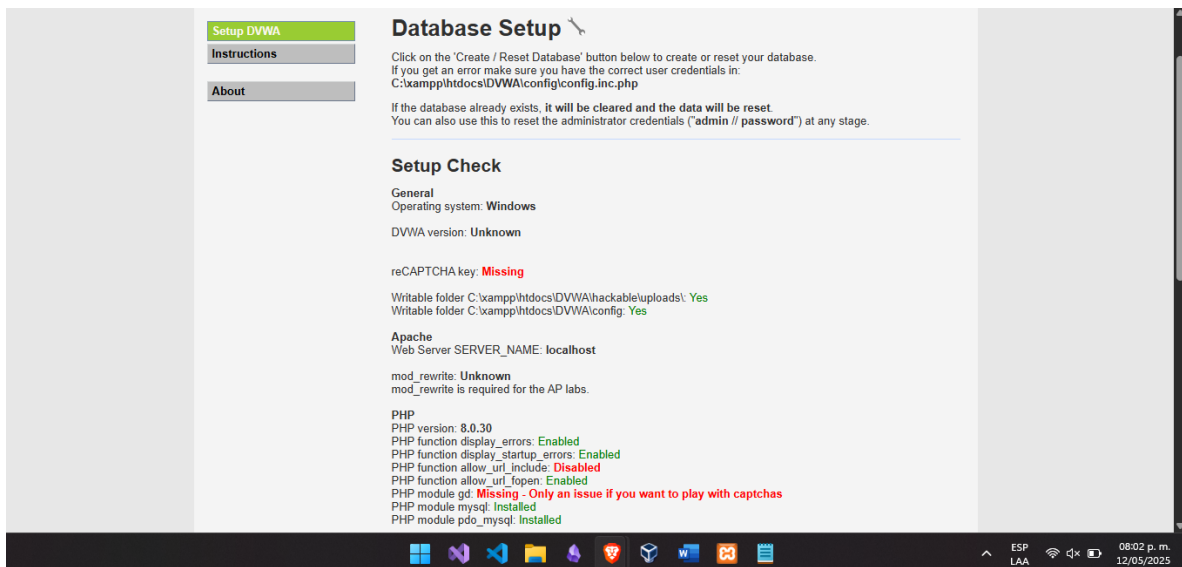 Setup DVWA
Instructions
About
Database Setup
Click on the 'Create / Reset Database' button below to create or reset your database.
If you get an error make sure you have the correct user credentials in:
C:\xampp\htdocs\DVWA\config\config.inc.php
If the database already exists, it will be cleared and the data will be reset.
You can also use this to reset the administrator credentials ("admin // password") at any stage.
Setup Check
General
Operating system: Windows
DVWA version: Unknown
reCAPTCHA key: Missing
Writable folder C:\xampp\htdocs\DVWA\hackable\uploads\: Yes
Writable folder C:\xampp\htdocs\DVWA\config: Yes
Apache
Web Server SERVER_NAME: localhost
mod_rewrite: Unknown
mod_rewrite is required for the AP labs.
PHP
PHP version: 8.0.30
PHP function display_errors: Enabled
PHP function display_startup_errors: Enabled
PHP function allow_url_include: Disabled
PHP function allow_url_fopen: Enabled
PHP module gd: Missing - Only an issue if you want to play with captchas
PHP module mysql: Installed
PHP module pdo_mysql: Installed
ESP
LAA
08:02 p. m.
12/05/2025